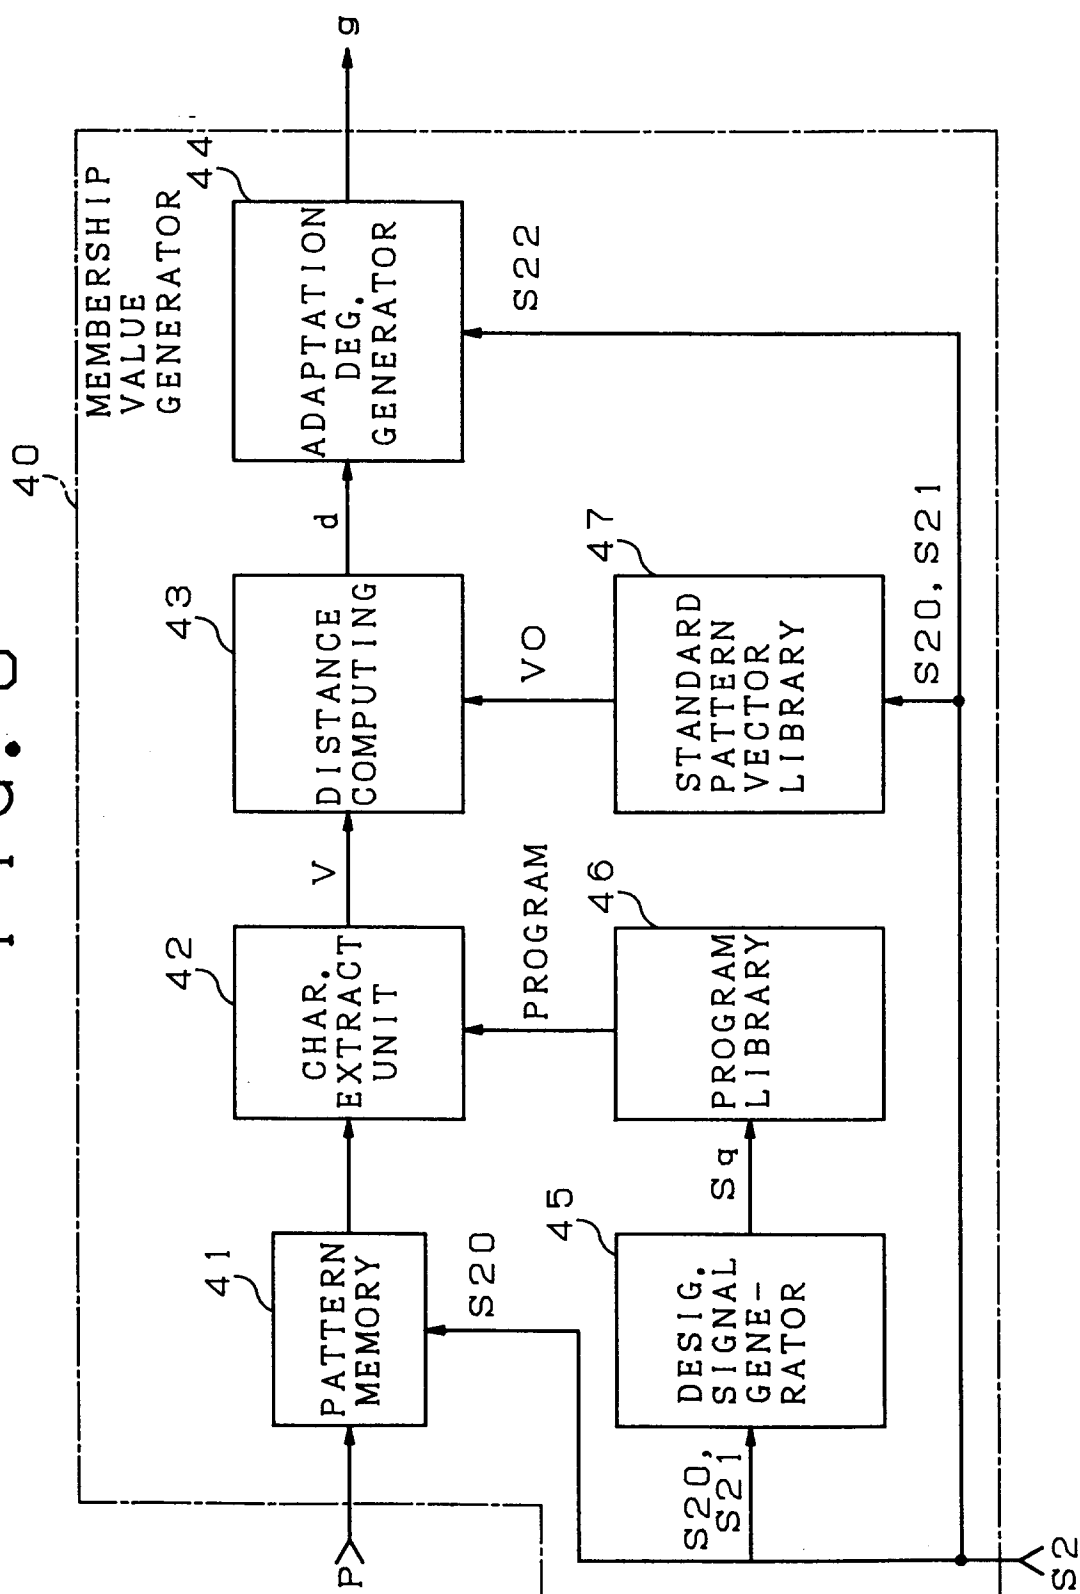 40
MEMBERSHIP
VALUE
GENERATOR
P
41
PATTERN
MEMORY
S20
42
CHAR.
EXTRACT
UNIT
V
43
DISTANCE
COMPUTING
d
44
ADAPTATION
DEG.
GENERATOR
g
PROGRAM
VO
S22
45
DESIG.
SIGNAL
GENE-
RATOR
S20,
S21
Sq
46
PROGRAM
LIBRARY
47
STANDARD
PATTERN
VECTOR
LIBRARY
S20, S21
S2